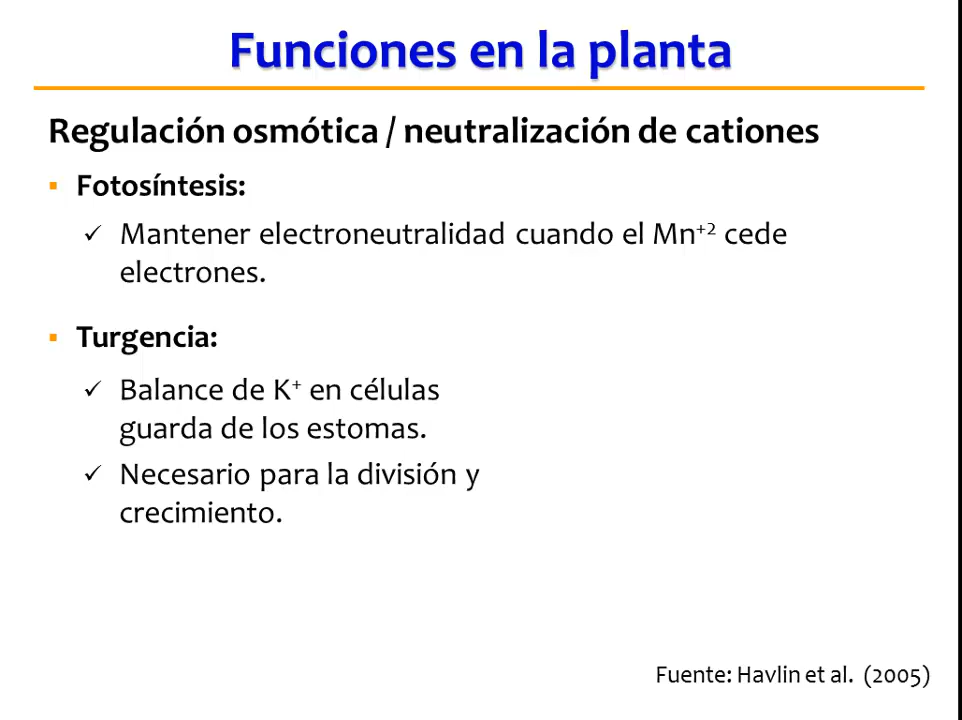 Funciones en la planta
Regulación osmótica / neutralización de cationes
▪ Fotosíntesis:
✓ Mantener electroneutralidad cuando el Mn⁺² cede
electrones.
▪ Turgencia:
✓ Balance de K⁺ en células
guarda de los estomas.
✓ Necesario para la división y
crecimiento.
Fuente: Havlin et al. (2005)